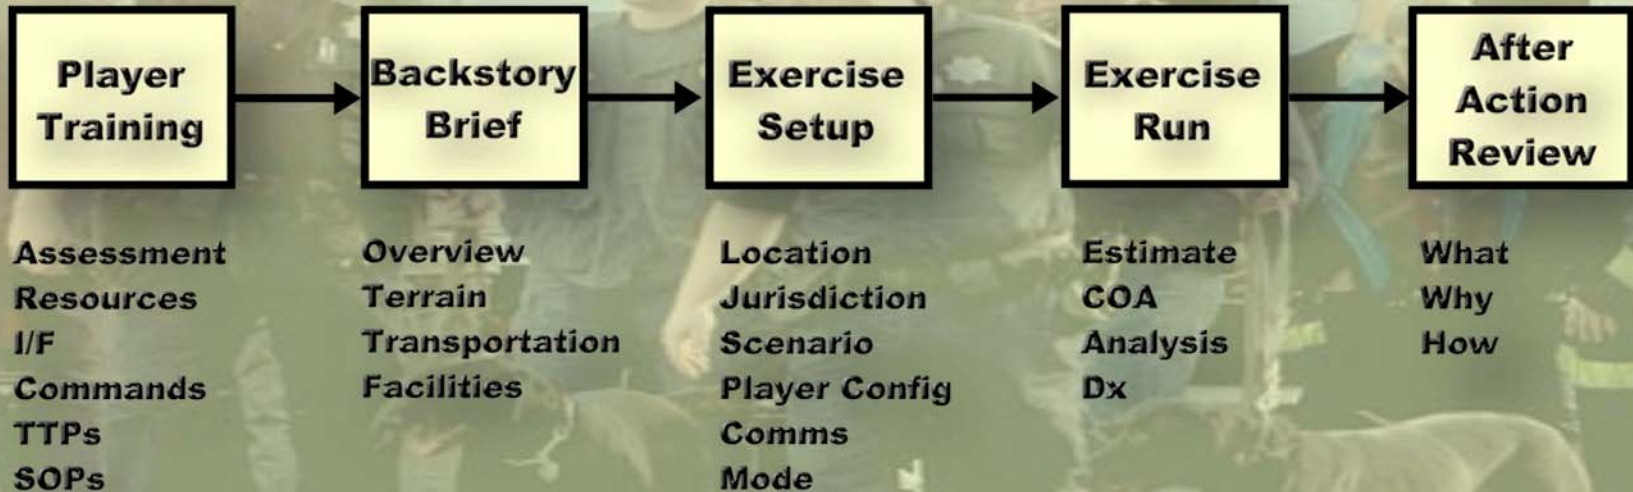 Player
Training
Backstory
Brief
Exercise
Setup
Exercise
Run
After
Action
Review
Assessment
Resources
I/F
Commands
TTPs
SOPs
Overview
Terrain
Transportation
Facilities
Location
Jurisdiction
Scenario
Player Config
Comms
Mode
Estimate
COA
Analysis
Dx
What
Why
How